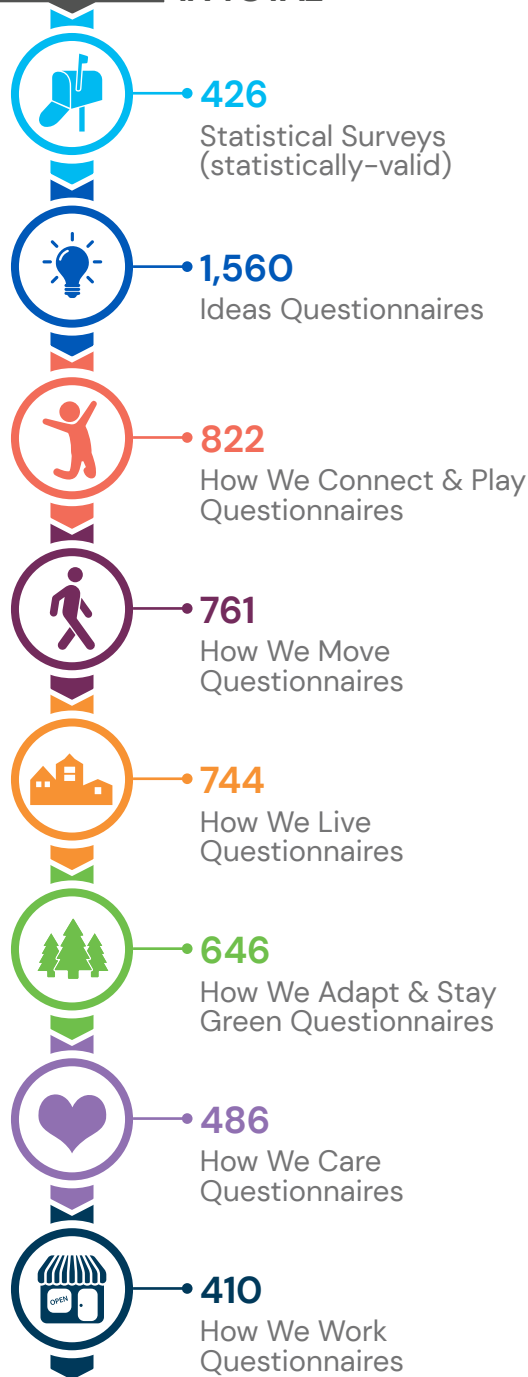 426
Statistical Surveys
(statistically-valid)
1,560
Ideas Questionnaires
822
How We Connect & Play
Questionnaires
761
How We Move
Questionnaires
744
How We Live
Questionnaires
646
How We Adapt & Stay
Green Questionnaires
486
How We Care
Questionnaires
OPEN
410
How We Work
Questionnaires